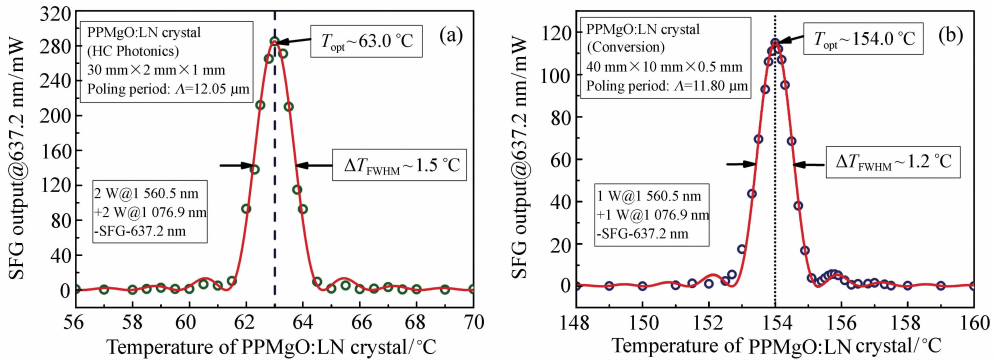 320
280
240
200
160
120
80
40
0
SFG output@637.2 nm/mW
PPMgO:LN crystal
(HC Photonics)
30 mm×2 mm×1 mm
Poling period: Λ=12.05 μm
T_opt ~63.0 ℃
(a)
ΔT_FWHM ~1.5 ℃
2 W@1 560.5 nm
+2 W@1 076.9 nm
-SFG-637.2 nm
56 58 60 62 64 66 68 70
Temperature of PPMgO:LN crystal/℃
120
100
80
60
40
20
0
SFG output@637.2 nm/mW
PPMgO:LN crystal
(Conversion)
40 mm×10 mm×0.5 mm
Poling period: Λ=11.80 μm
T_opt ~154.0 ℃
(b)
ΔT_FWHM ~1.2 ℃
1 W@1 560.5 nm
+1 W@1 076.9 nm
-SFG-637.2 nm
148 150 152 154 156 158 160
Temperature of PPMgO:LN crystal/℃